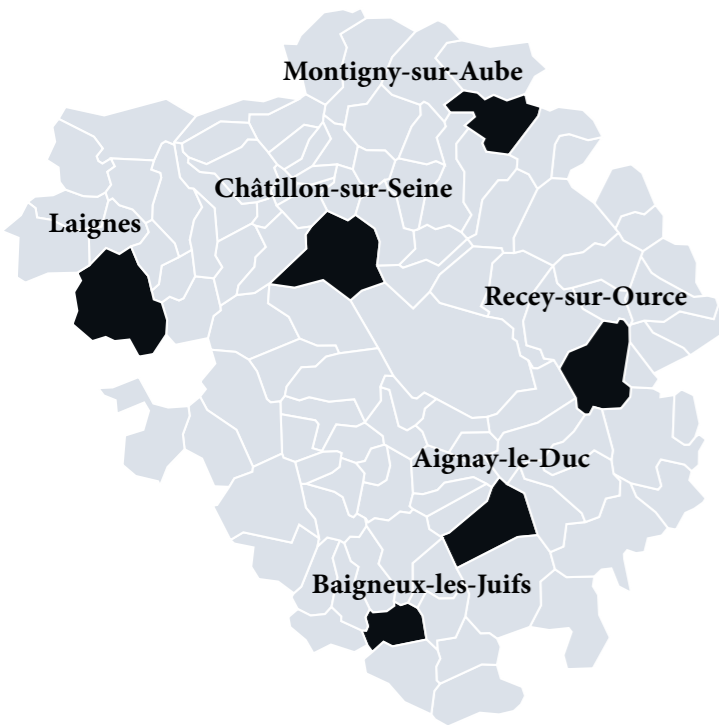 Montigny-sur-Aube
Châtillon-sur-Seine
Laignes
Recey-sur-Ource
Aignay-le-Duc
Baigneux-les-Juifs